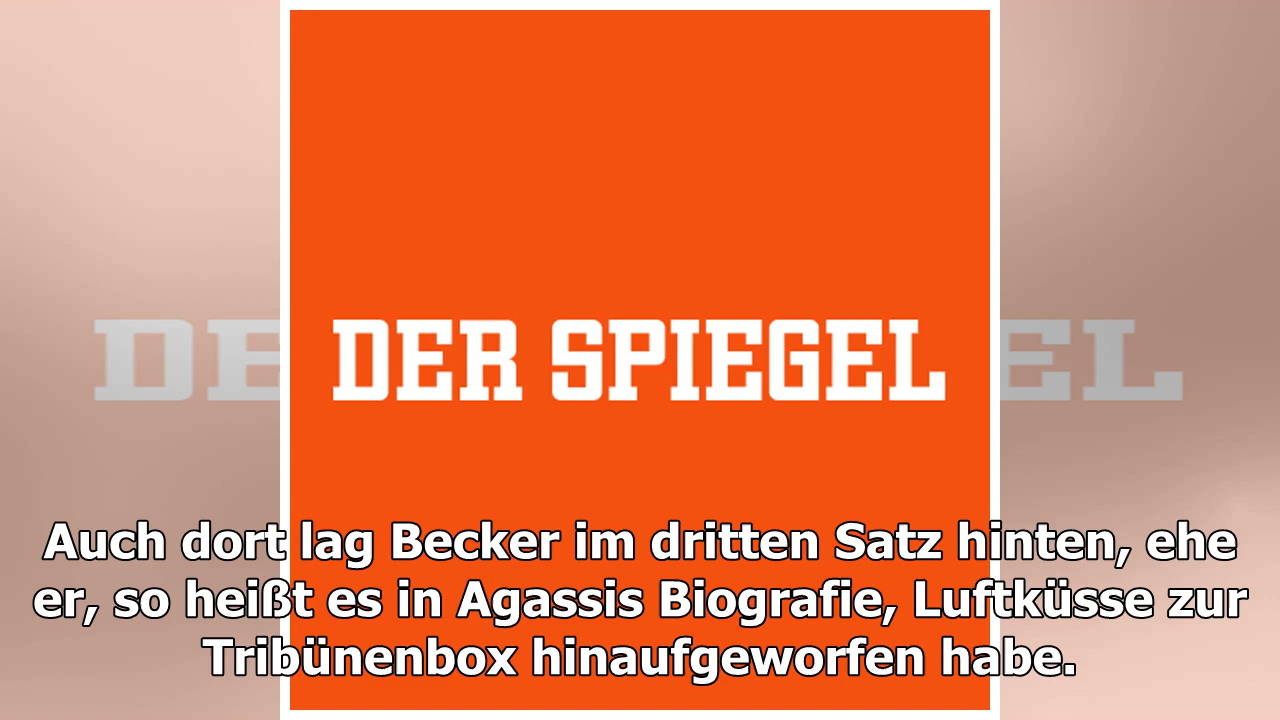 DER SPIEGEL
Auch dort lag Becker im dritten Satz hinten, ehe
er, so heißt es in Agassis Biografie, Luftküsse zur
Tribünenbox hinaufgeworfen habe.